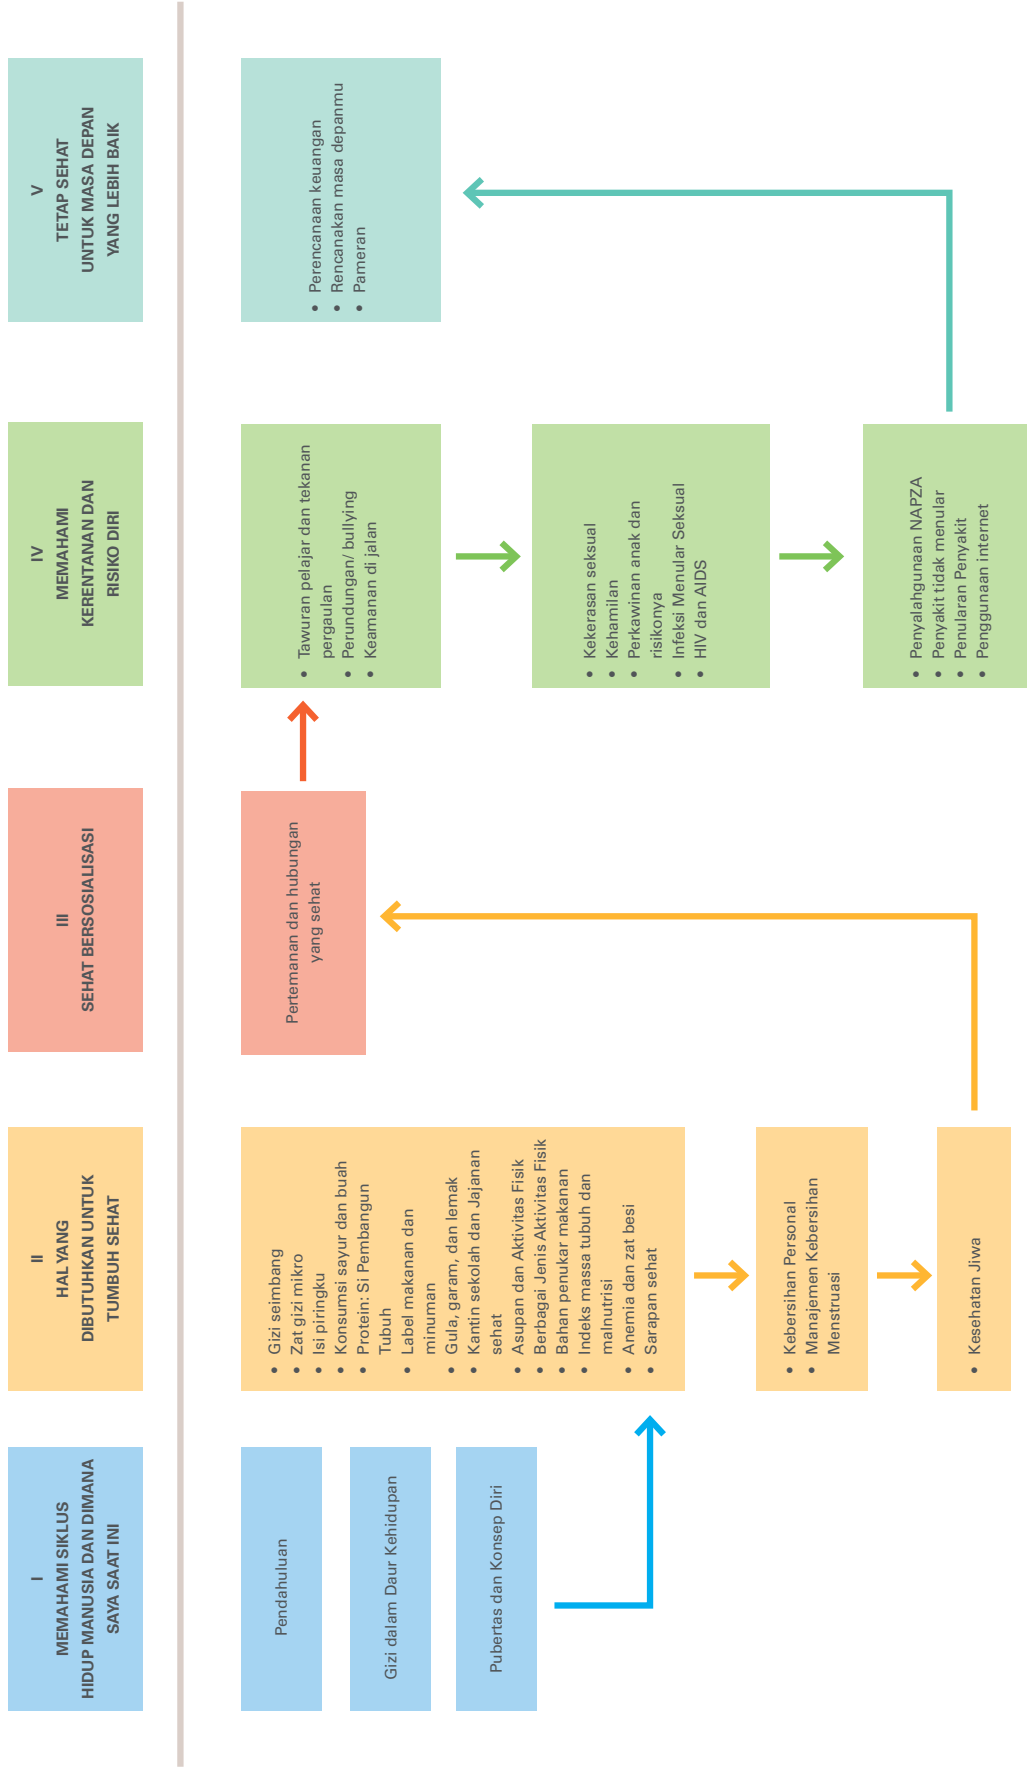 I
MEMAHAMI SIKLUS
HIDUP MANUSIA DAN DIMANA
SAYA SAAT INI
Pendahuluan
Gizi dalam Daur Kehidupan
Pubertas dan Konsep Diri
II
HAL YANG
DIBUTUHKAN UNTUK
TUMBUH SEHAT
• Gizi seimbang
• Zat gizi mikro
• Isi piringku
• Konsumsi sayur dan buah
• Protein: Si Pembangun
Tubuh
• Label makanan dan
minuman
• Gula, garam, dan lemak
• Kantin sekolah dan Jajanan
sehat
• Asupan dan Aktivitas Fisik
• Berbagai Jenis Aktivitas Fisik
• Bahan penukar makanan
• Indeks massa tubuh dan
malnutrisi
• Anemia dan zat besi
• Sarapan sehat
• Kebersihan Personal
• Manajemen Kebersihan
Menstruasi
• Kesehatan Jiwa
III
SEHAT BERSOSIALISASI
Pertemanan dan hubungan
yang sehat
IV
MEMAHAMI
KERENTANAN DAN
RISIKO DIRI
• Tawuran pelajar dan tekanan
pergaulan
• Perundungan/ bullying
• Keamanan di jalan
• Kekerasan seksual
• Kehamilan
• Perkawinan anak dan
risikonya
• Infeksi Menular Seksual
• HIV dan AIDS
• Penyalahgunaan NAPZA
• Penyakit tidak menular
• Penularan Penyakit
• Penggunaan internet
V
TETAP SEHAT
UNTUK MASA DEPAN
YANG LEBIH BAIK
• Perencanaan keuangan
• Rencanakan masa depanmu
• Pameran